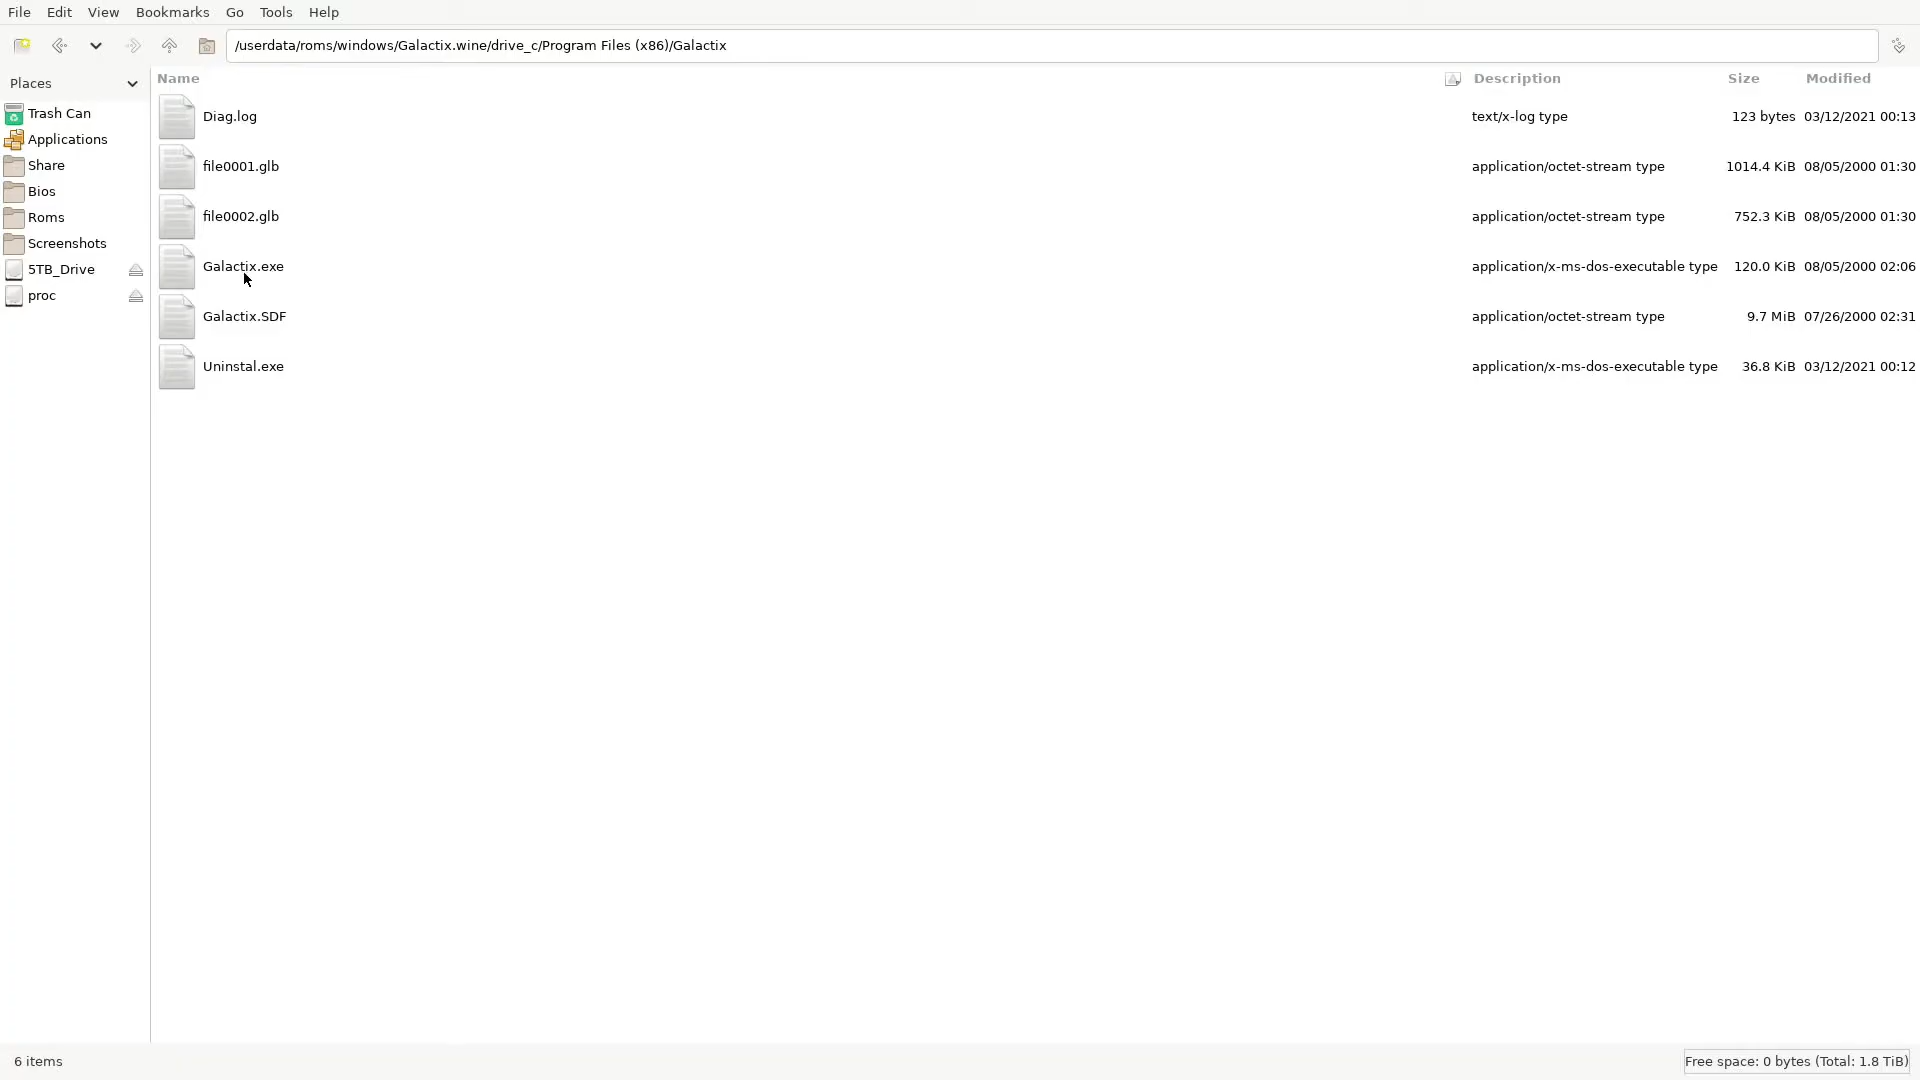 File Edit View Bookmarks Go Tools Help
/userdata/roms/windows/Galactix.wine/drive_c/Program Files (x86)/Galactix
Places
Trash Can
Applications
Share
Bios
Roms
Screenshots
5TB_Drive
proc
Name Description Size Modified
Diag.log text/x-log type 123 bytes 03/12/2021 00:13
file0001.glb application/octet-stream type 1014.4 KiB 08/05/2000 01:30
file0002.glb application/octet-stream type 752.3 KiB 08/05/2000 01:30
Galactix.exe application/x-ms-dos-executable type 120.0 KiB 08/05/2000 02:06
Galactix.SDF application/octet-stream type 9.7 MiB 07/26/2000 02:31
Uninstal.exe application/x-ms-dos-executable type 36.8 KiB 03/12/2021 00:12
6 items Free space: 0 bytes (Total: 1.8 TiB)